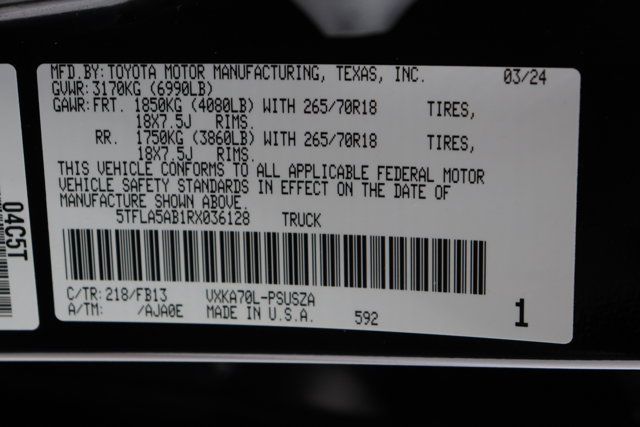 MFD.BY: TOYOTA MOTOR MANUFACTURING, TEXAS, INC. 03/24
GVWR: 3170KG (6990LB)
GAWR: FRT. 1850KG (4080LB) WITH 265/70R18 TIRES,
18X7.5J RIMS.
RR. 1750KG (3860LB) WITH 265/70R18 TIRES,
18X7.5J RIMS.
THIS VEHICLE CONFORMS TO ALL APPLICABLE FEDERAL MOTOR
VEHICLE SAFETY STANDARDS IN EFFECT ON THE DATE OF
MANUFACTURE SHOWN ABOVE.
5TFLA5AB1RX036128 TRUCK
C/TR: 218/FB13 VXKA70L-PSUSZA
A/TM: /AJA0E MADE IN U.S.A. 592 1
04C5T